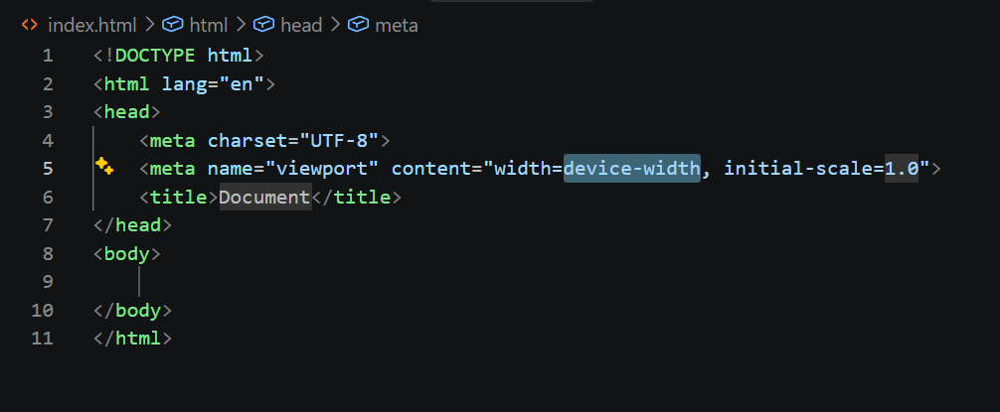 index.html > html > head > meta
1 <!DOCTYPE html>
2 <html lang="en">
3 <head>
4     <meta charset="UTF-8">
5     <meta name="viewport" content="width=device-width, initial-scale=1.0">
6     <title>Document</title>
7 </head>
8 <body>
9
10 </body>
11 </html>